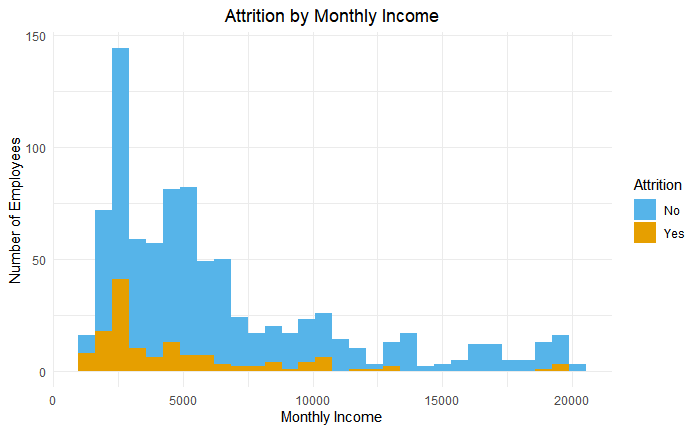 Attrition by Monthly Income
150
100
50
0
Number of Employees
0 5000 10000 15000 20000
Monthly Income
Attrition
No
Yes